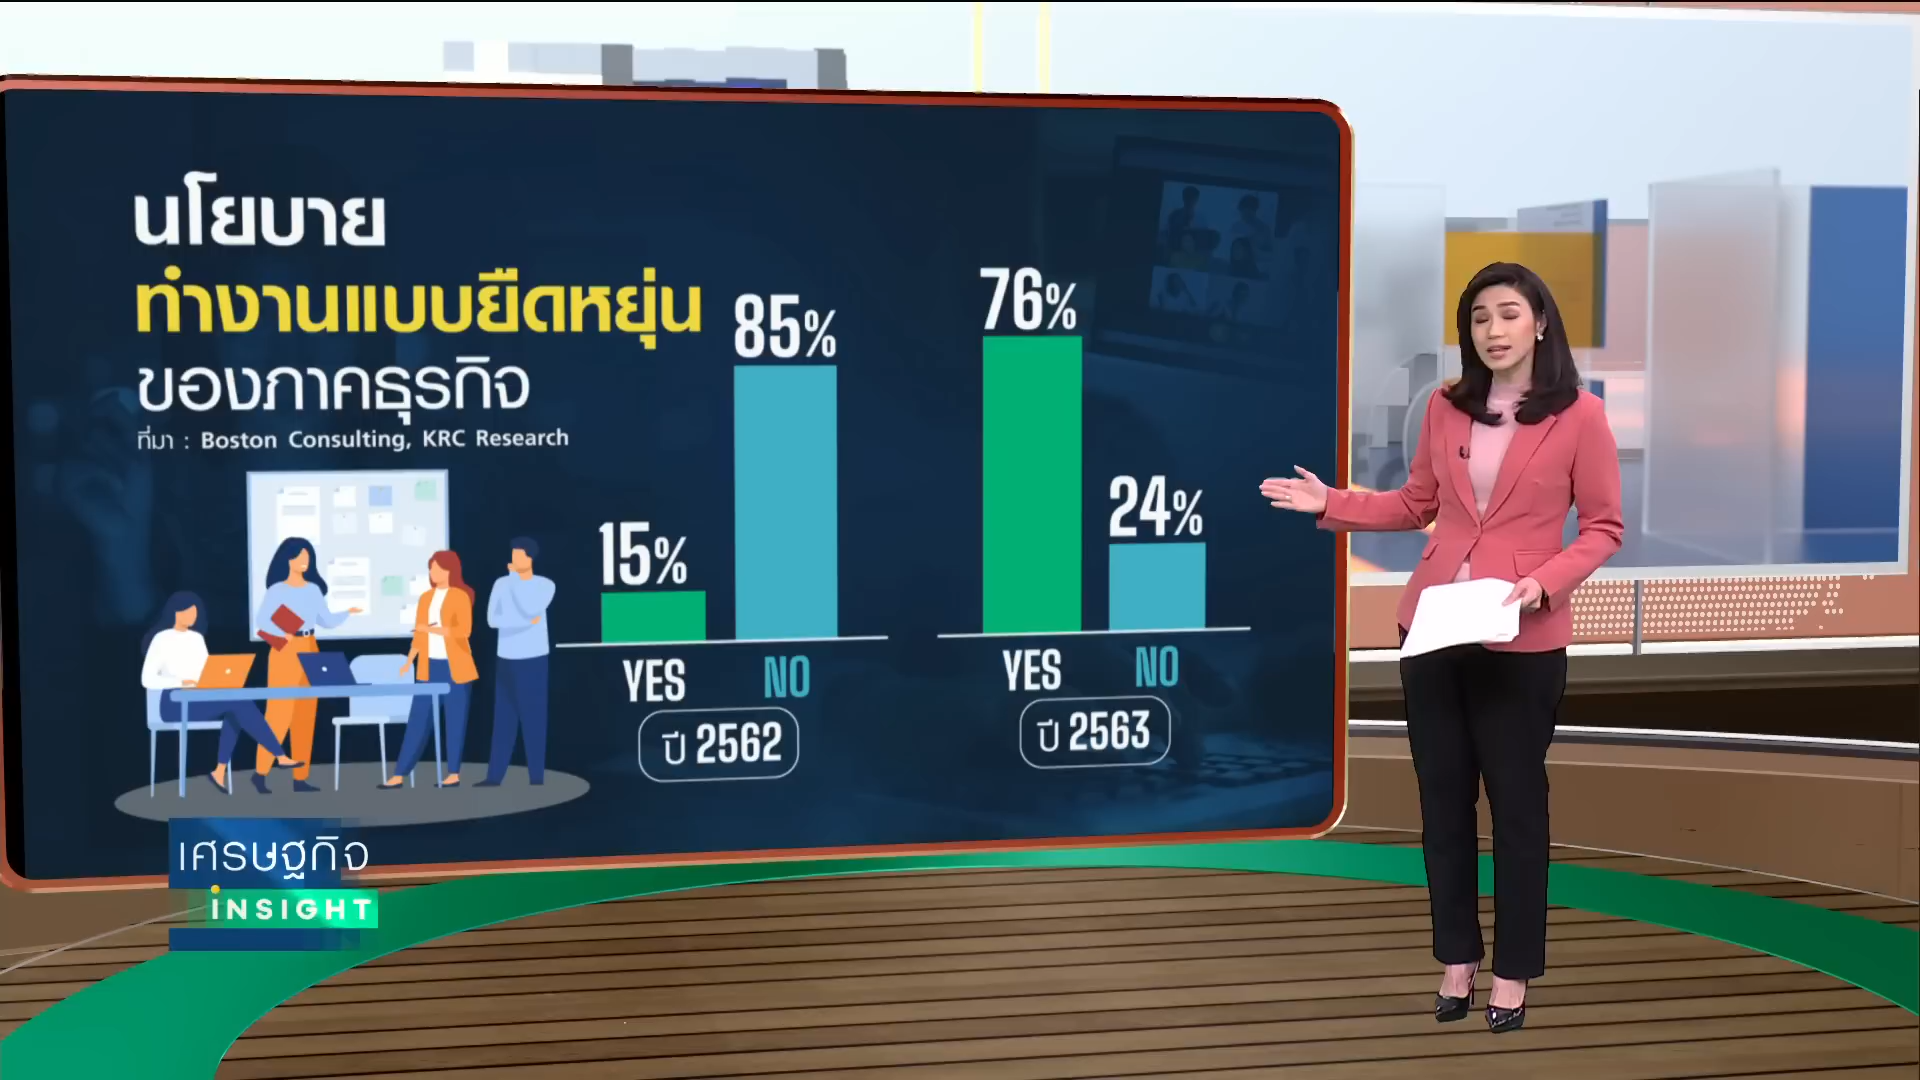 นโยบาย
ทำงานแบบยืดหยุ่น
ของภาคธุรกิจ
ที่มา : Boston Consulting, KRC Research
15%
85%
YES
NO
ปี 2562
76%
24%
YES
NO
ปี 2563
เศรษฐกิจ
INSIGHT